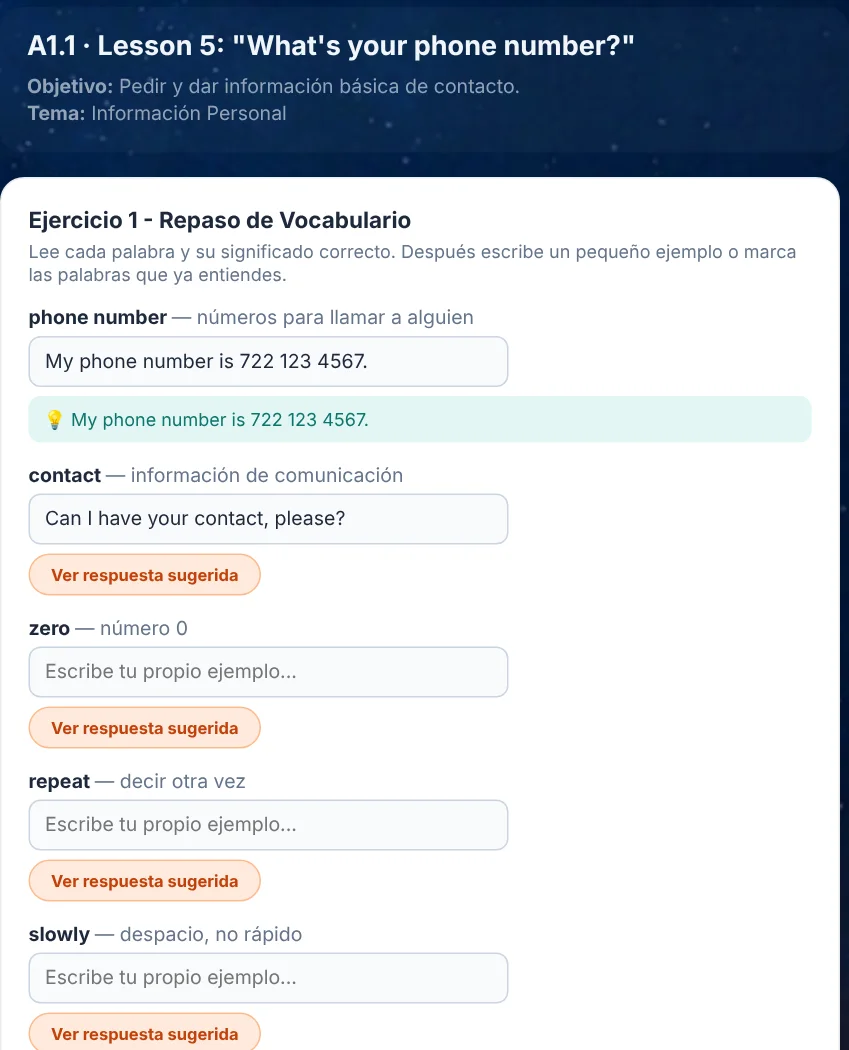 A1.1 · Lesson 5: "What's your phone number?"
Objetivo: Pedir y dar información básica de contacto.
Tema: Información Personal
Ejercicio 1 - Repaso de Vocabulario
Lee cada palabra y su significado correcto. Después escribe un pequeño ejemplo o marca
las palabras que ya entiendes.
phone number — números para llamar a alguien
My phone number is 722 123 4567.
💡 My phone number is 722 123 4567.
contact — información de comunicación
Can I have your contact, please?
Ver respuesta sugerida
zero — número 0
Escribe tu propio ejemplo...
Ver respuesta sugerida
repeat — decir otra vez
Escribe tu propio ejemplo...
Ver respuesta sugerida
slowly — despacio, no rápido
Escribe tu propio ejemplo...
Ver respuesta sugerida